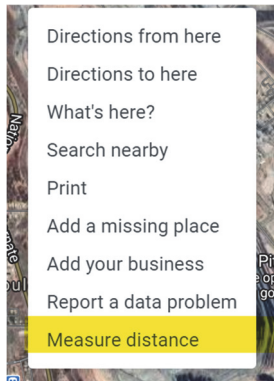 Directions from here
Directions to here
What's here?
Search nearby
Print
Add a missing place
Add your business
Report a data problem
Measure distance